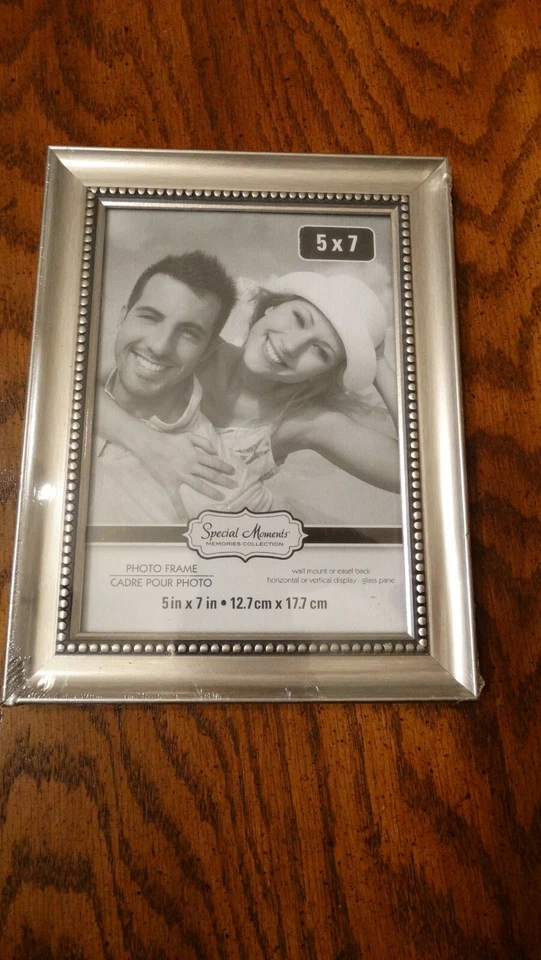 5 x 7
Special Moments
MEMORIES COLLECTION
PHOTO FRAME
CADRE POUR PHOTO
wall mount or easel back
horizontal or vertical display · glass pane
5 in x 7 in • 12.7cm x 17.7 cm